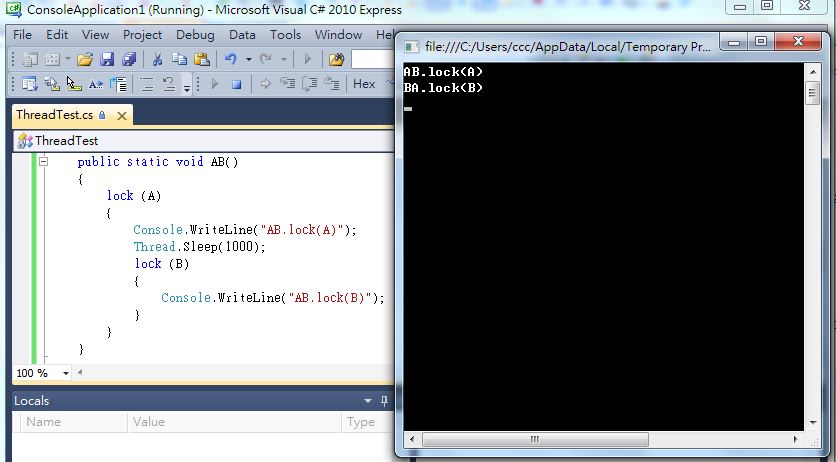 ConsoleApplication1 (Running) - Microsoft Visual C# 2010 Express
File Edit View Project Debug Data Tools Window
Hex
ThreadTest.cs
ThreadTest
public static void AB()
{
lock (A)
{
Console.WriteLine("AB.lock(A)");
Thread.Sleep(1000);
lock (B)
{
Console.WriteLine("AB.lock(B)");
}
}
}
100 %
Locals
Name Value Type
file:///C:/Users/ccc/AppData/Local/Temporary Pr...
AB.lock(A)
BA.lock(B)